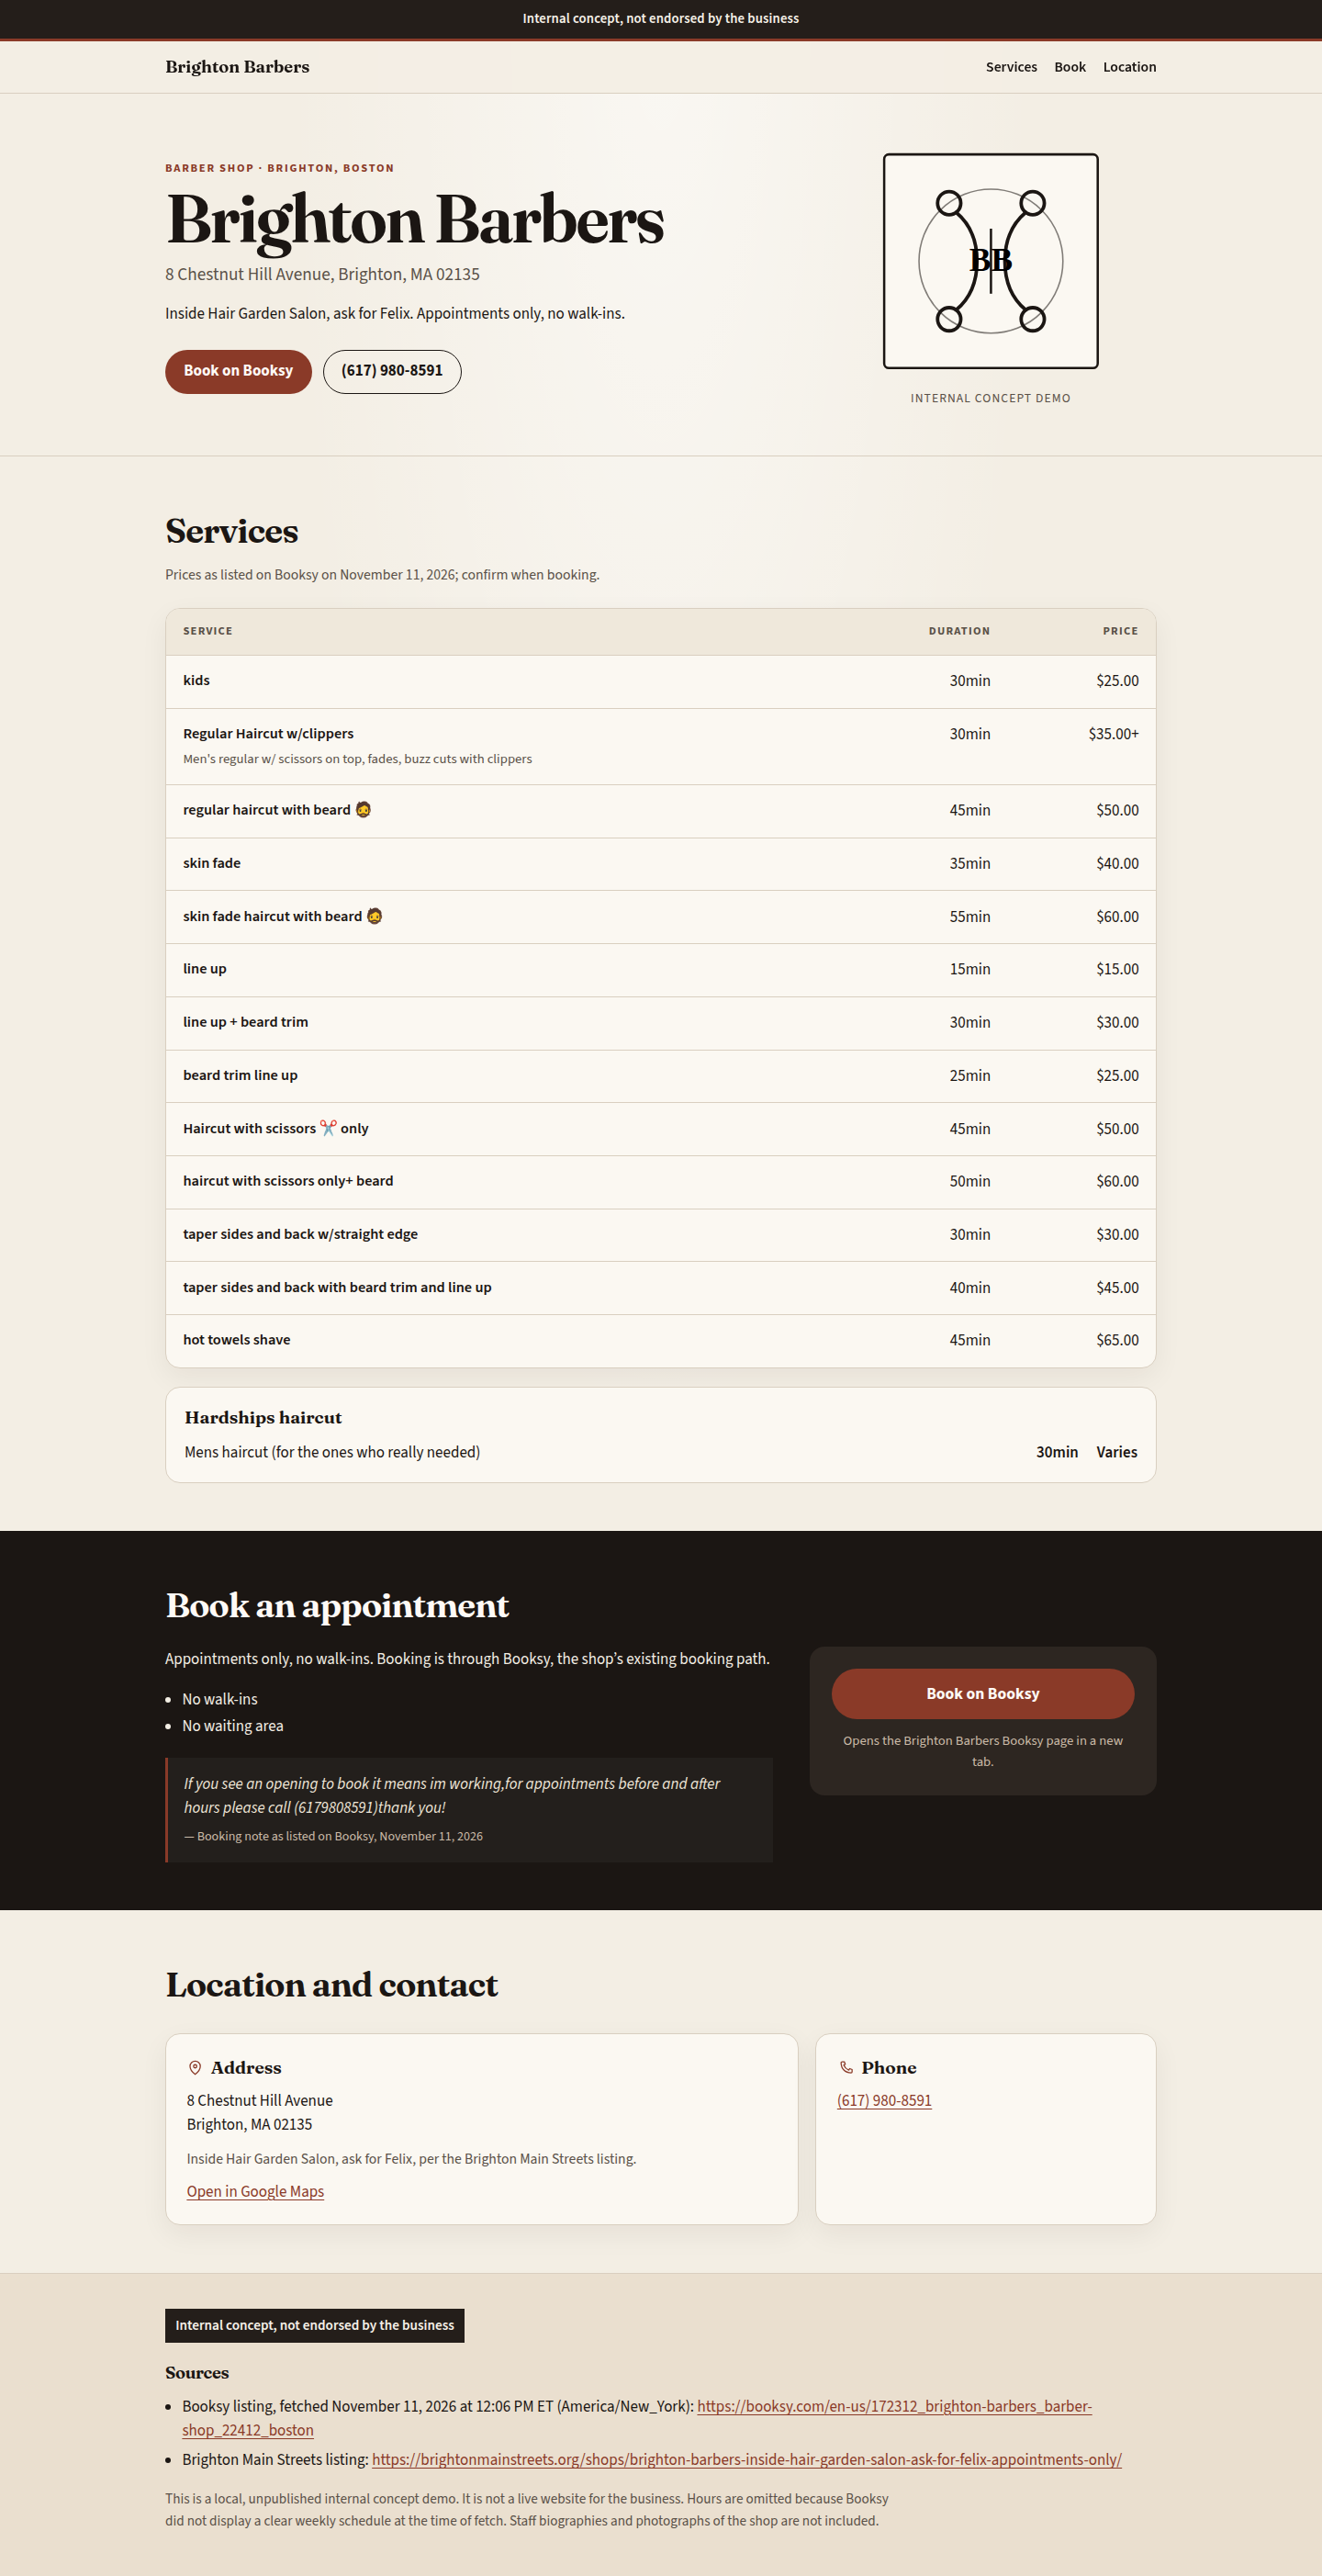 Internal concept, not endorsed by the business
Brighton Barbers
Services Book Location
BARBER SHOP · BRIGHTON, BOSTON
Brighton Barbers
8 Chestnut Hill Avenue, Brighton, MA 02135
Inside Hair Garden Salon, ask for Felix. Appointments only, no walk-ins.
Book on Booksy (617) 980-8591
BB
INTERNAL CONCEPT DEMO
Services
Prices as listed on Booksy on November 11, 2026; confirm when booking.
SERVICE DURATION PRICE
kids 30min $25.00
Regular Haircut w/clippers 30min $35.00+
Men's regular w/ scissors on top, fades, buzz cuts with clippers
regular haircut with beard 🧔 45min $50.00
skin fade 35min $40.00
skin fade haircut with beard 🧔 55min $60.00
line up 15min $15.00
line up + beard trim 30min $30.00
beard trim line up 25min $25.00
Haircut with scissors ✂️ only 45min $50.00
haircut with scissors only+ beard 50min $60.00
taper sides and back w/straight edge 30min $30.00
taper sides and back with beard trim and line up 40min $45.00
hot towels shave 45min $65.00
Hardships haircut
Mens haircut (for the ones who really needed) 30min Varies
Book an appointment
Appointments only, no walk-ins. Booking is through Booksy, the shop's existing booking path.
• No walk-ins
• No waiting area
If you see an opening to book it means im working,for appointments before and after
hours please call (6179808591)thank you!
— Booking note as listed on Booksy, November 11, 2026
Book on Booksy
Opens the Brighton Barbers Booksy page in a new
tab.
Location and contact
Address
8 Chestnut Hill Avenue
Brighton, MA 02135
Inside Hair Garden Salon, ask for Felix, per the Brighton Main Streets listing.
Open in Google Maps
Phone
(617) 980-8591
Internal concept, not endorsed by the business
Sources
• Booksy listing, fetched November 11, 2026 at 12:06 PM ET (America/New_York): https://booksy.com/en-us/172312_brighton-barbers_barber-
shop_22412_boston
• Brighton Main Streets listing: https://brightonmainstreets.org/shops/brighton-barbers-inside-hair-garden-salon-ask-for-felix-appointments-only/
This is a local, unpublished internal concept demo. It is not a live website for the business. Hours are omitted because Booksy
did not display a clear weekly schedule at the time of fetch. Staff biographies and photographs of the shop are not included.